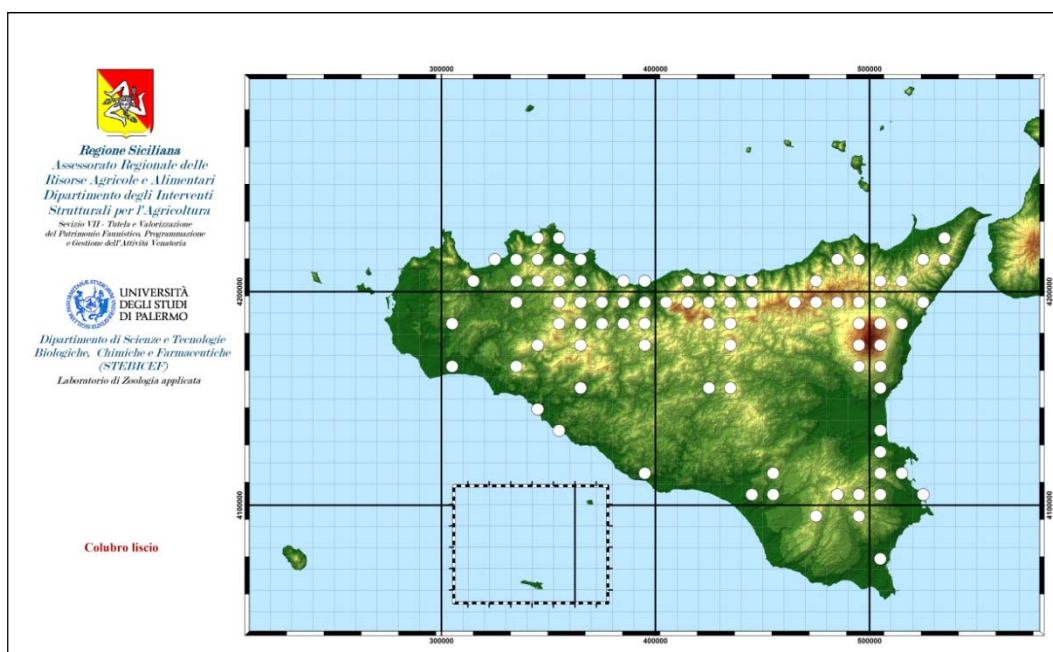 Regione Siciliana
Assessorato Regionale delle
Risorse Agricole e Alimentari
Dipartimento degli Interventi
Strutturali per l'Agricoltura
Sevizio VII - Tutela e Valorizzazione
del Patrimonio Faunistico, Programmazione
e Gestione dell'Attività Venatoria
UNIVERSITÀ
DEGLI STUDI
DI PALERMO
Dipartimento di Scienze e Tecnologie
Biologiche, Chimiche e Farmaceutiche
(STEBICEF)
Laboratorio di Zoologia applicata
Colubro liscio
300000 400000 500000
4200000 4200000
4100000 4100000
300000 400000 500000